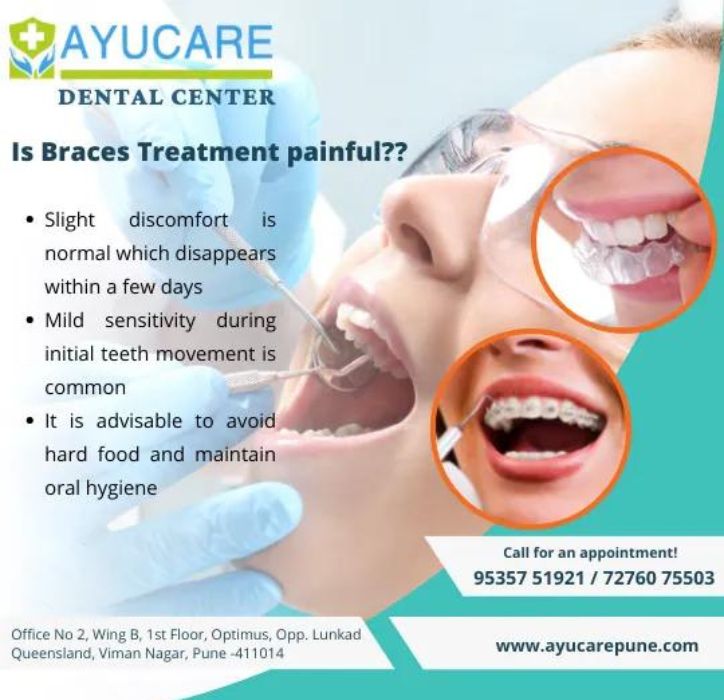 AYUCARE
DENTAL CENTER
Is Braces Treatment painful??
• Slight discomfort is
normal which disappears
within a few days
• Mild sensitivity during
initial teeth movement is
common
• It is advisable to avoid
hard food and maintain
oral hygiene
Call for an appointment!
95357 51921 / 72760 75503
Office No 2, Wing B, 1st Floor, Optimus, Opp. Lunkad
Queensland, Viman Nagar, Pune -411014
www.ayucarepune.com